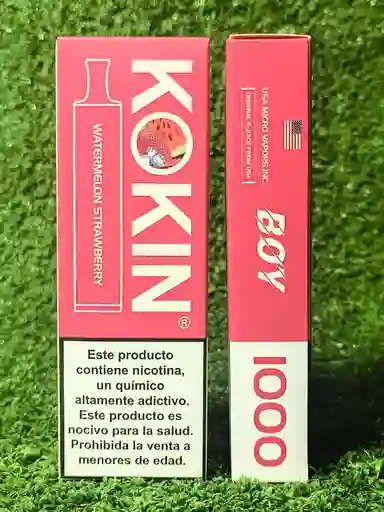 KOKIN®
WATERMELON STRAWBERRY
Este producto
contiene nicotina,
un químico
altamente adictivo.
Este producto es
nocivo para la salud.
Prohibida la venta a
menores de edad.
USA MICRO VAPORS,INC.
ORIGINAL E-JUICE FROM USA
BOY
1000